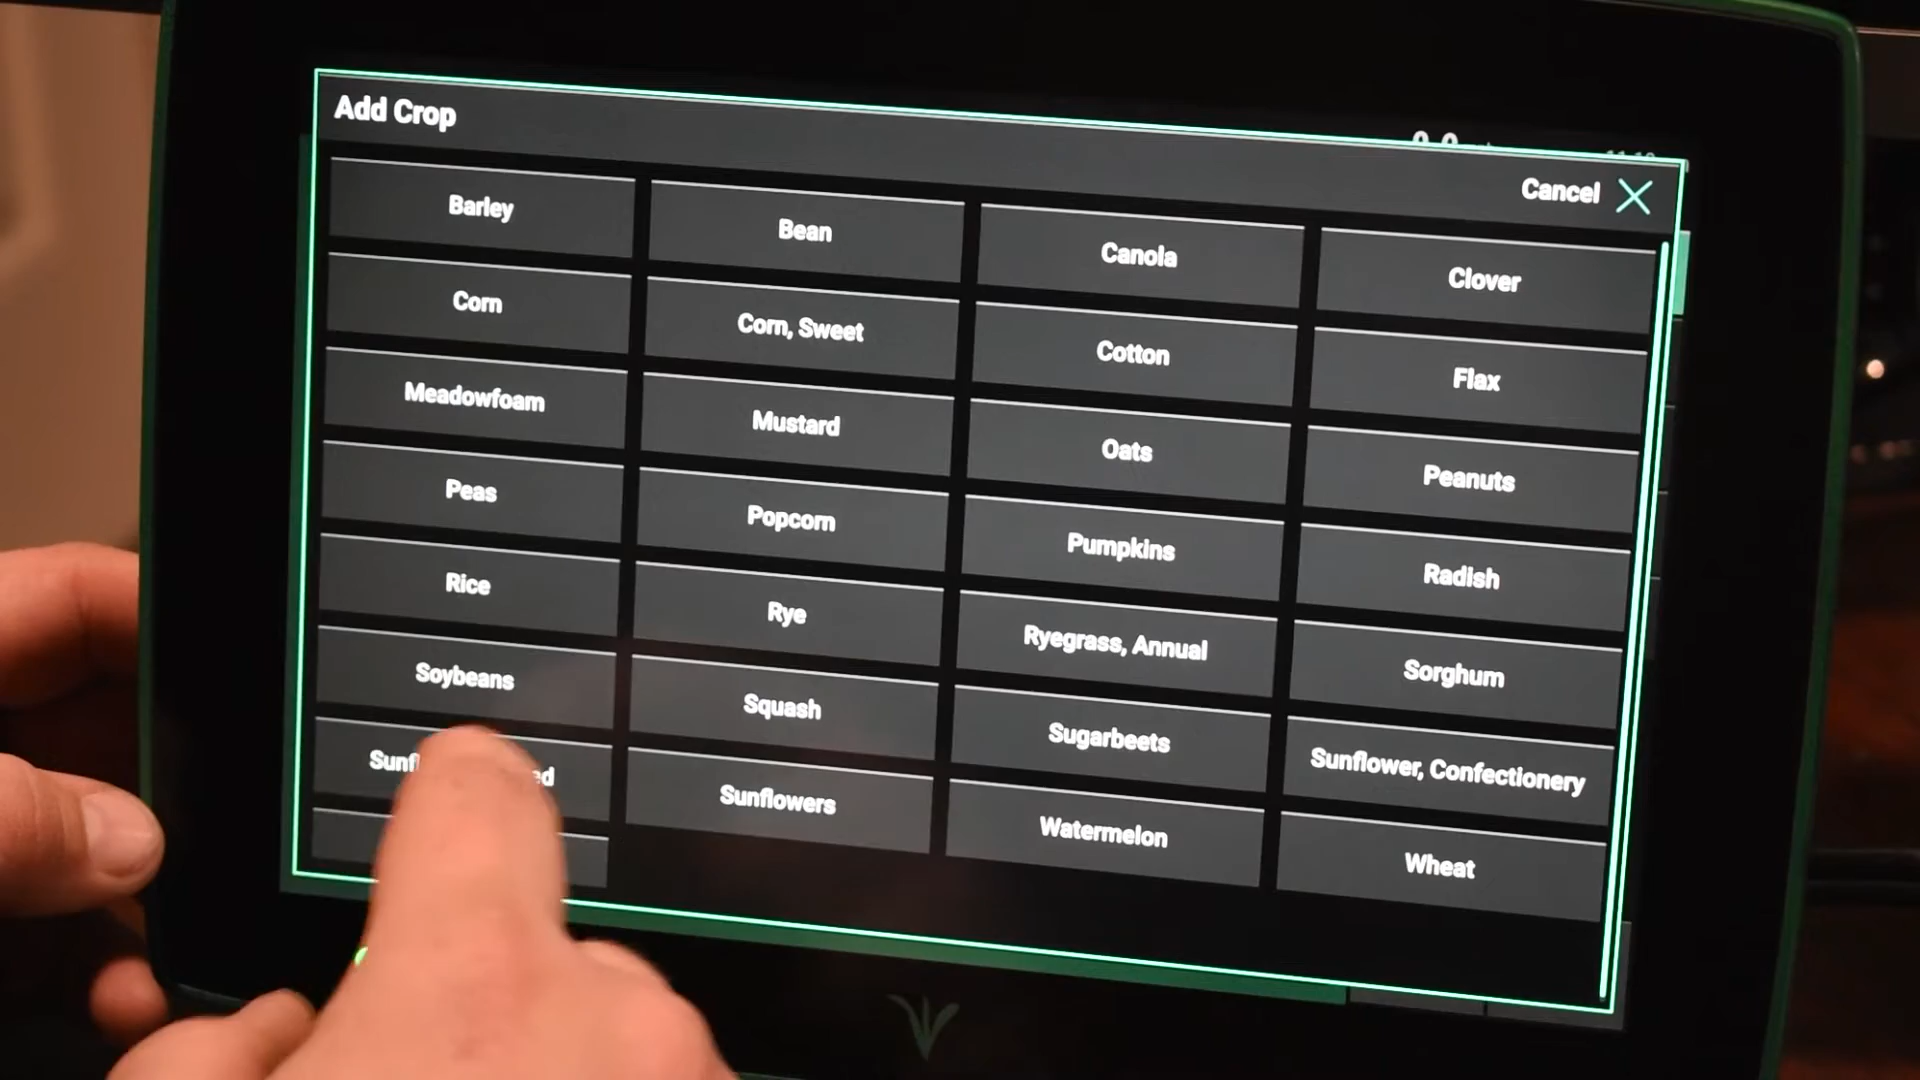 Add Crop
Cancel
Barley
Bean
Canola
Clover
Corn
Corn, Sweet
Cotton
Flax
Meadowfoam
Mustard
Oats
Peanuts
Peas
Popcorn
Pumpkins
Radish
Rice
Rye
Ryegrass, Annual
Sorghum
Soybeans
Squash
Sugarbeets
Sunflower, Confectionery
Sunflowers
Watermelon
Wheat